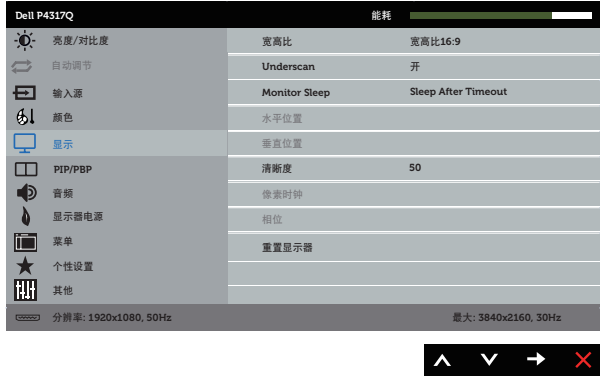 Dell P4317Q 能耗
亮度/对比度 宽高比 宽高比16:9
自动调节 Underscan 开
输入源 Monitor Sleep Sleep After Timeout
颜色 水平位置
显示 垂直位置
PIP/PBP 清晰度 50
音频 像素时钟
显示器电源 相位
菜单 重置显示器
个性设置
其他
分辨率: 1920x1080, 50Hz 最大: 3840x2160, 30Hz